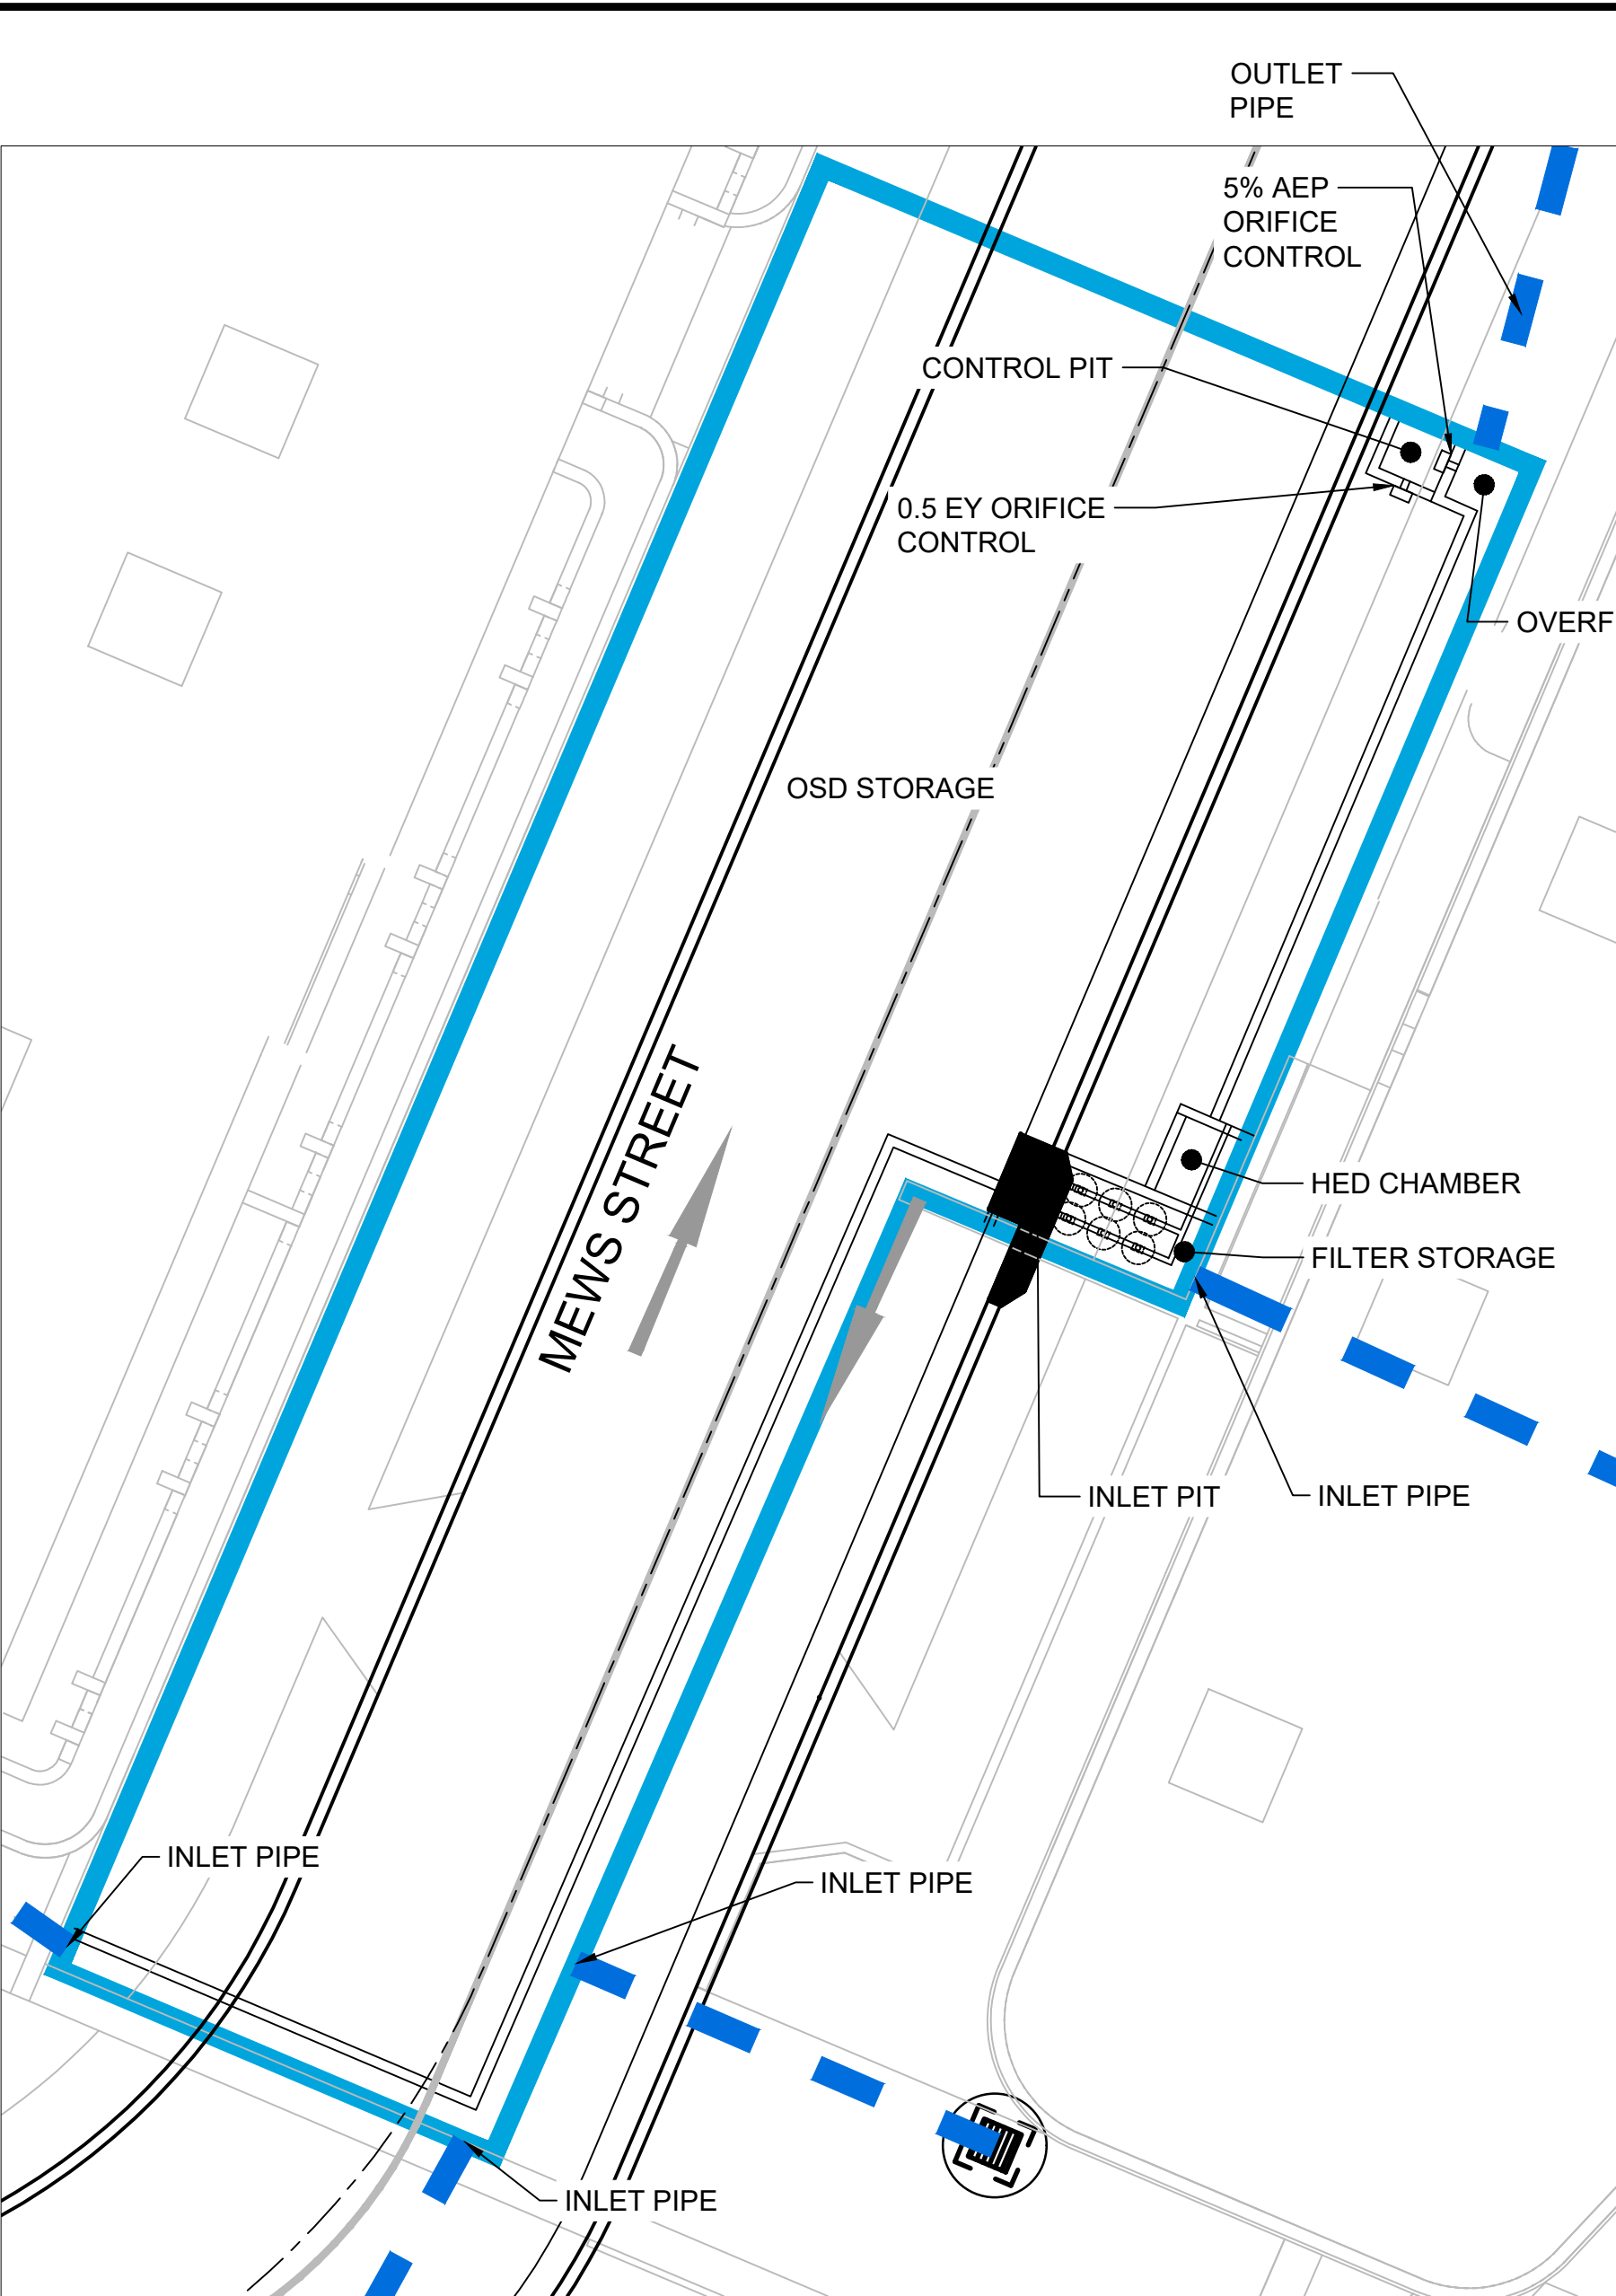 OUTLET
PIPE
5% AEP
ORIFICE
CONTROL
CONTROL PIT
0.5 EY ORIFICE
CONTROL
OVERF
OSD STORAGE
MEWS STREET
HED CHAMBER
FILTER STORAGE
INLET PIT
INLET PIPE
INLET PIPE
INLET PIPE
INLET PIPE